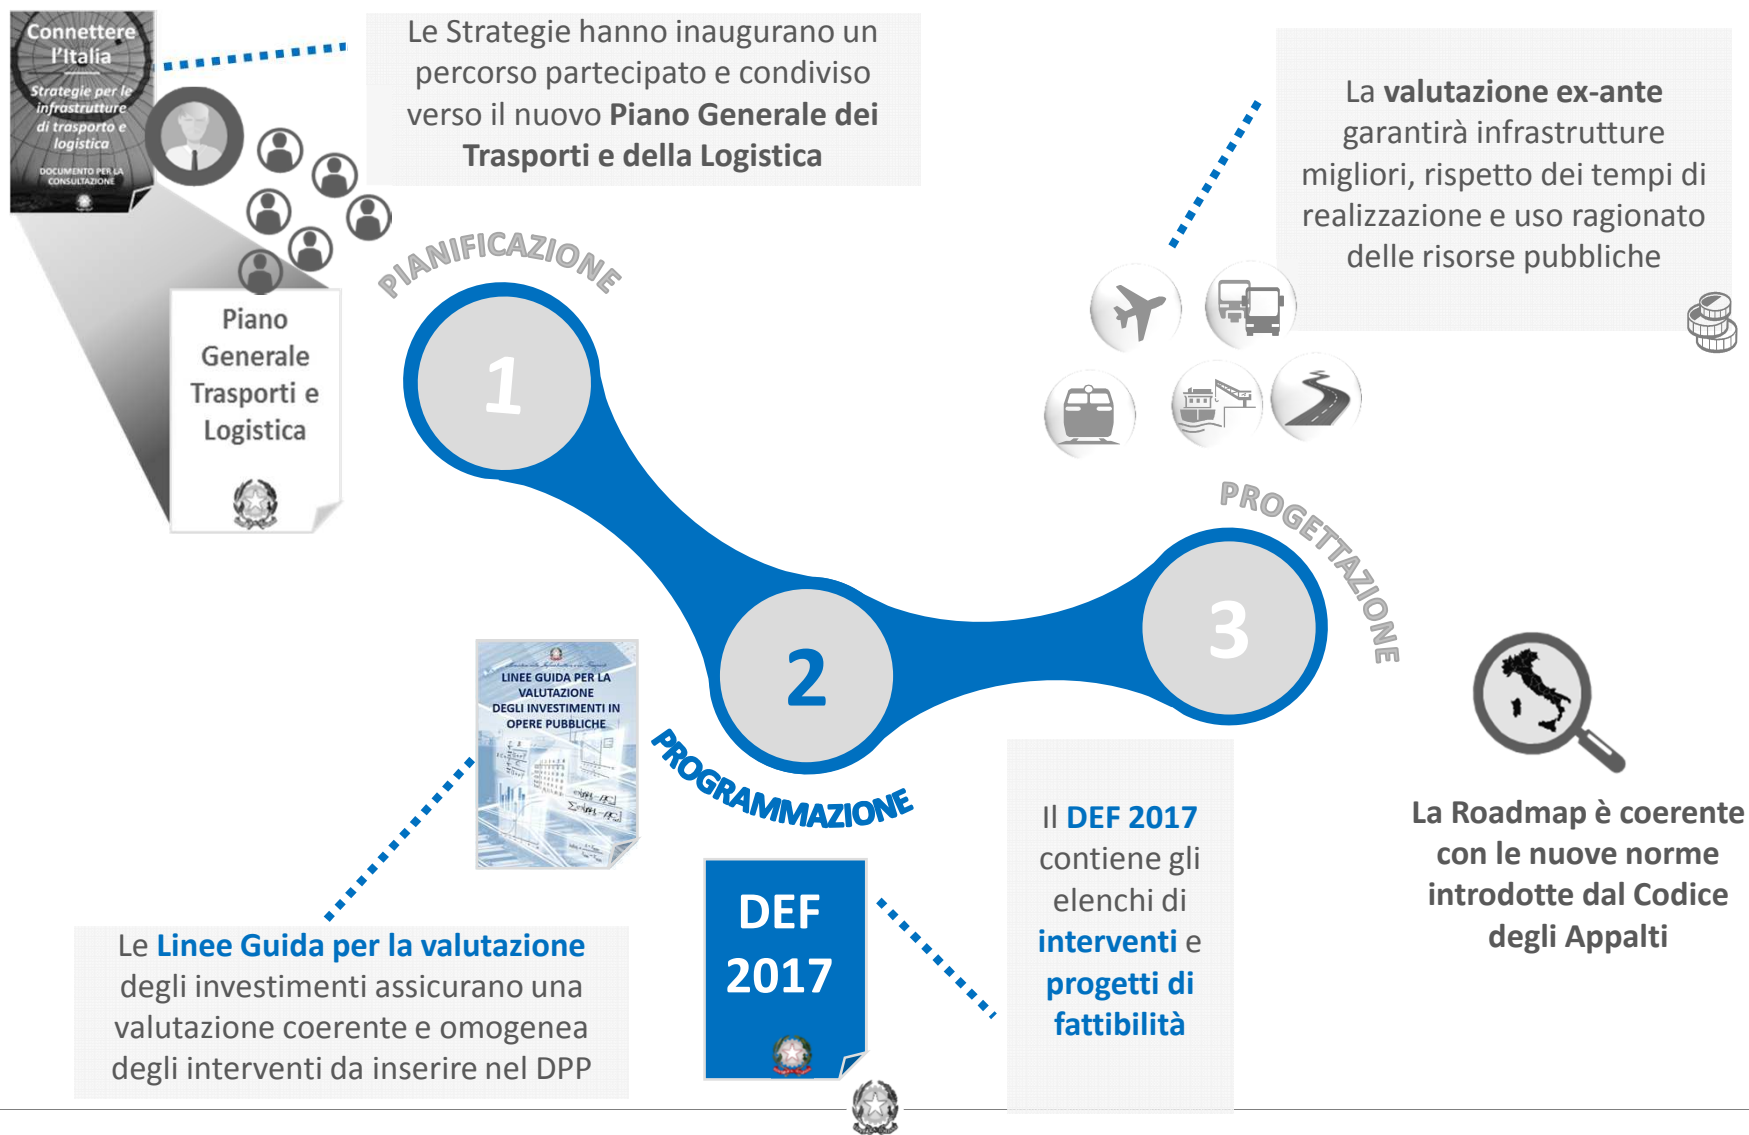 Connettere
l'Italia
Strategie per le
infrastrutture
di trasporto e
logistica
DOCUMENTO PER LA
CONSULTAZIONE
Le Strategie hanno inaugurano un
percorso partecipato e condiviso
verso il nuovo Piano Generale dei
Trasporti e della Logistica
La valutazione ex-ante
garantirà infrastrutture
migliori, rispetto dei tempi di
realizzazione e uso ragionato
delle risorse pubbliche
Piano
Generale
Trasporti e
Logistica
PIANIFICAZIONE
1
PROGETTAZIONE
3
2
PROGRAMMAZIONE
LINEE GUIDA PER LA
VALUTAZIONE
DEGLI INVESTIMENTI IN
OPERE PUBBLICHE
Le Linee Guida per la valutazione
degli investimenti assicurano una
valutazione coerente e omogenea
degli interventi da inserire nel DPP
DEF
2017
Il DEF 2017
contiene gli
elenchi di
interventi e
progetti di
fattibilità
La Roadmap è coerente
con le nuove norme
introdotte dal Codice
degli Appalti